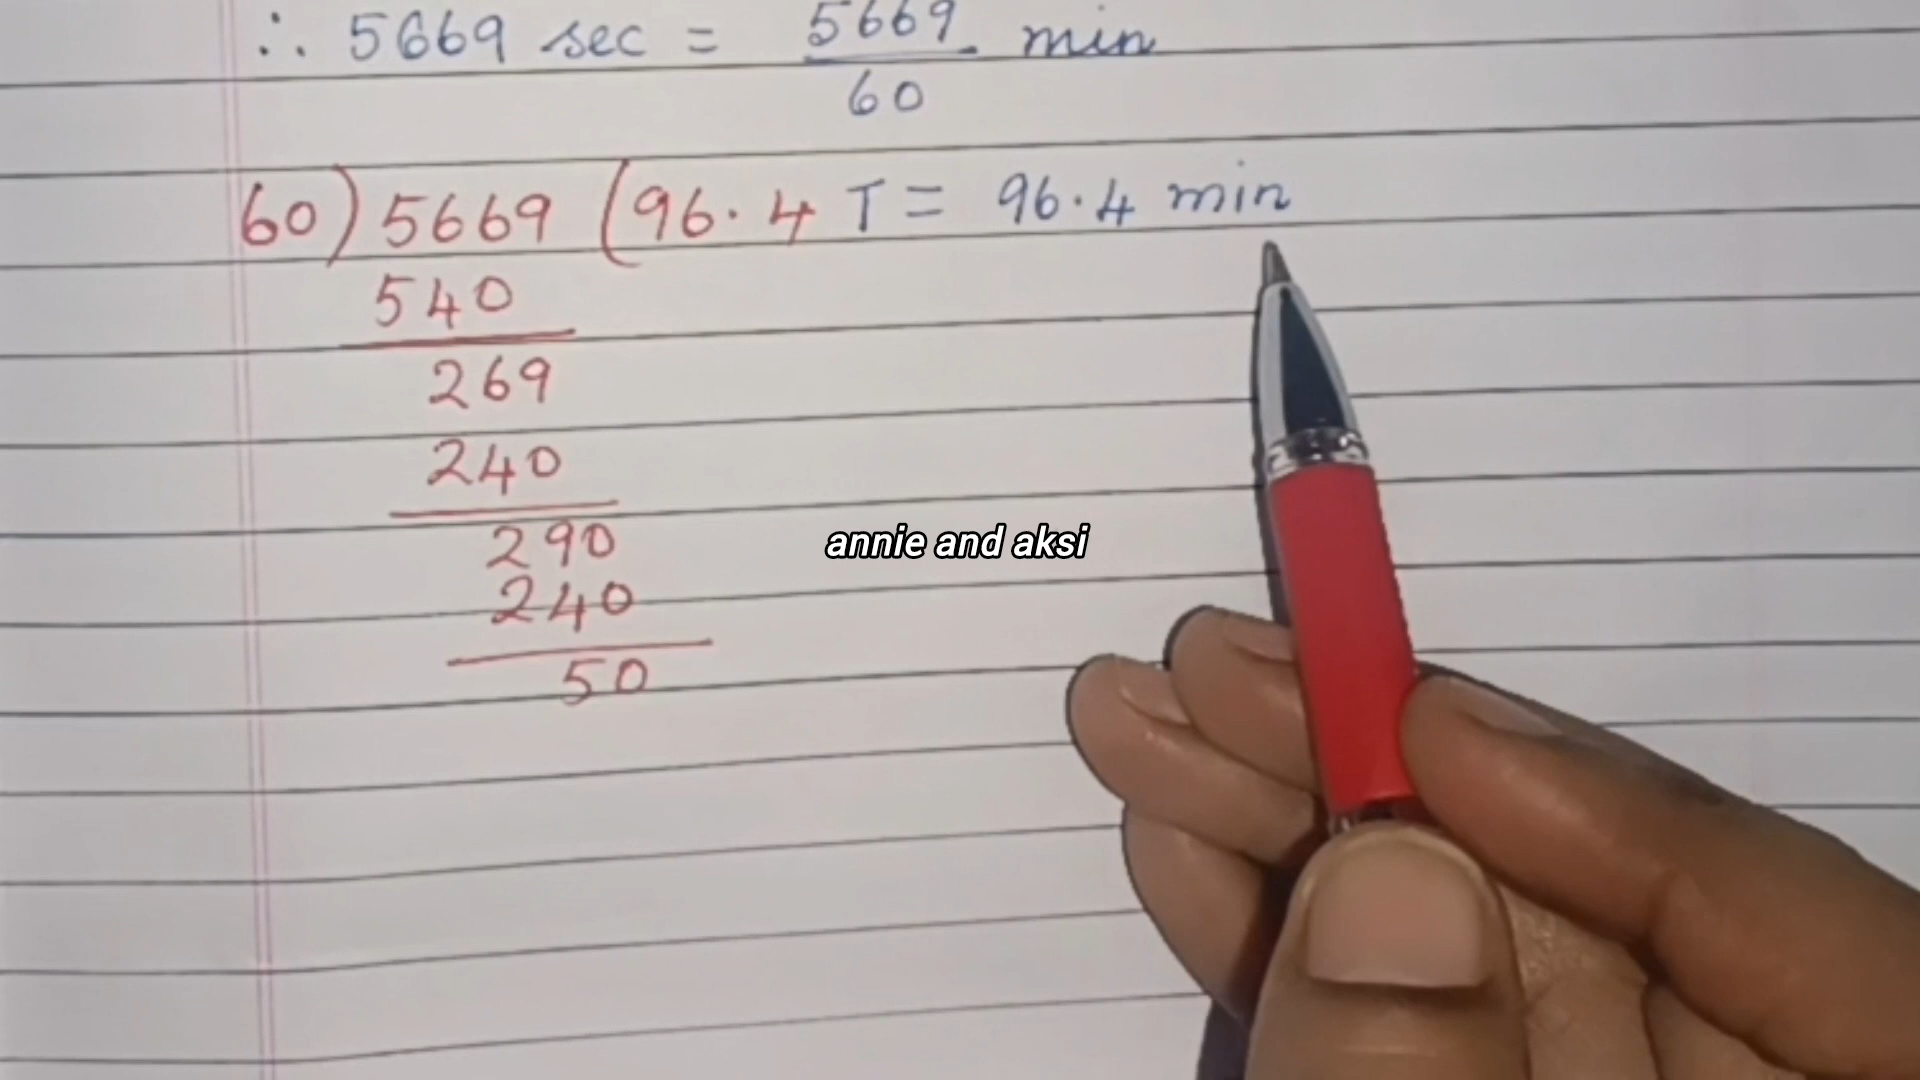 ∴ 5669 sec = 5669/60 min
60) 5669 (96.4 T = 96.4 min
540
269
240
290
240
50
annie and aksi